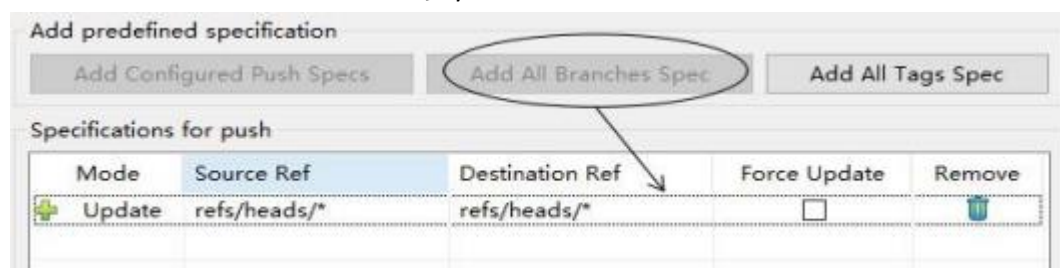 Add predefined specification
Add Configured Push Specs Add All Branches Spec Add All Tags Spec
Specifications for push
Mode Source Ref Destination Ref Force Update Remove
Update refs/heads/* refs/heads/*